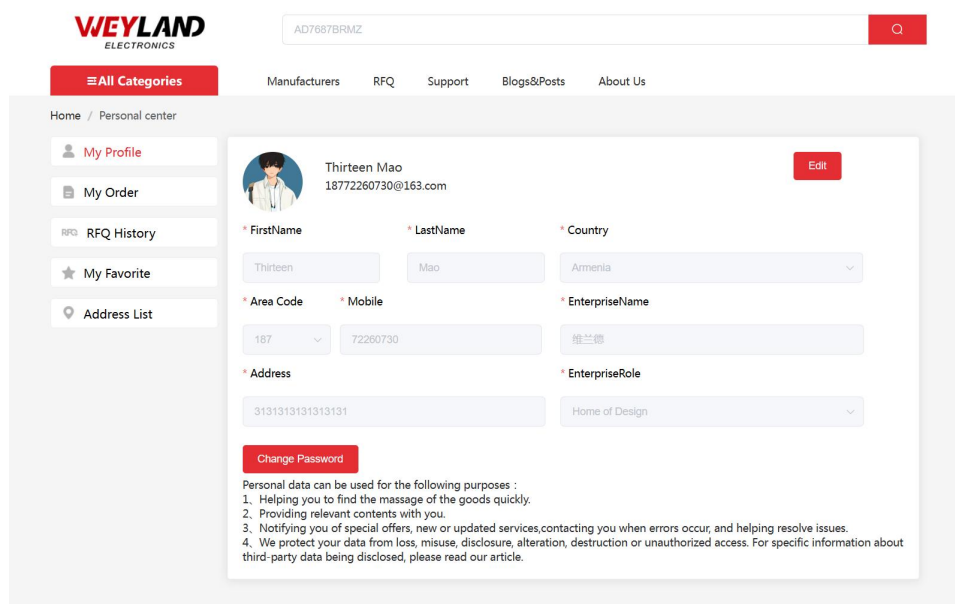 WEYLAND
ELECTRONICS
AD7687BRMZ
All Categories
Manufacturers RFQ Support Blogs&Posts About Us
Home / Personal center
My Profile
My Order
RFQ RFQ History
My Favorite
Address List
Thirteen Mao
18772260730@163.com
Edit
* FirstName * LastName * Country
Thirteen Mao Armenia
* Area Code * Mobile * EnterpriseName
187 72260730 维兰德
* Address * EnterpriseRole
3131313131313131 Home of Design
Change Password
Personal data can be used for the following purposes：
1、Helping you to find the massage of the goods quickly.
2、Providing relevant contents with you.
3、Notifying you of special offers, new or updated services,contacting you when errors occur, and helping resolve issues.
4、We protect your data from loss, misuse, disclosure, alteration, destruction or unauthorized access. For specific information about
third-party data being disclosed, please read our article.